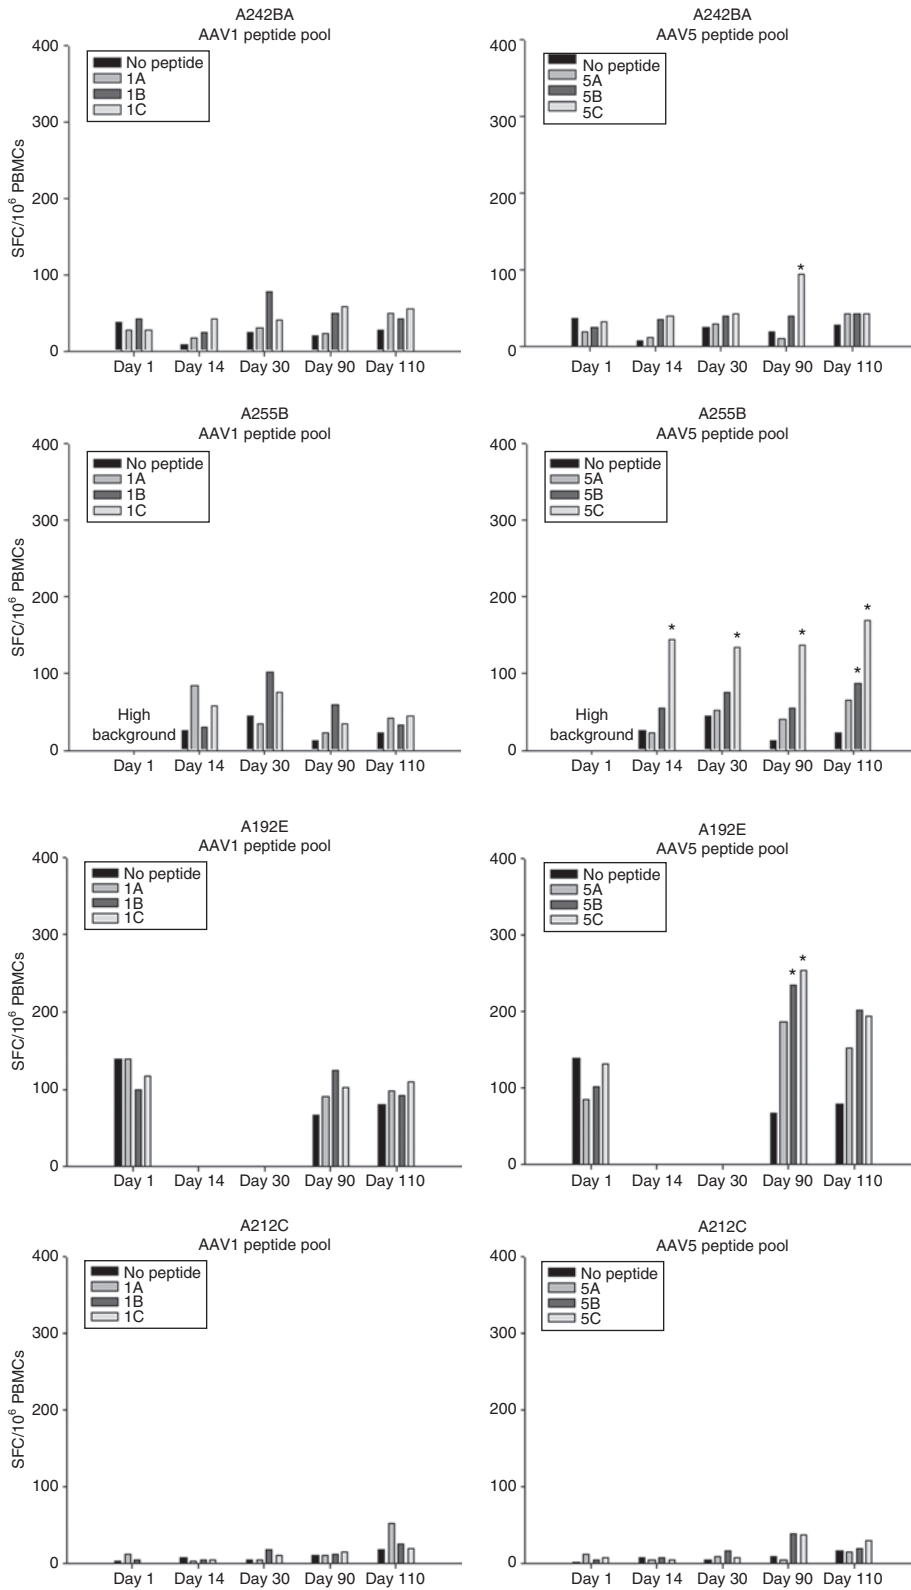 A242BA
AAV1 peptide pool
400
300
200
100
0
SFC/10⁶ PBMCs
No peptide
1A
1B
1C
Day 1 Day 14 Day 30 Day 90 Day 110
A242BA
AAV5 peptide pool
400
300
200
100
0
No peptide
5A
5B
5C
*
Day 1 Day 14 Day 30 Day 90 Day 110
A255B
AAV1 peptide pool
400
300
200
100
0
SFC/10⁶ PBMCs
No peptide
1A
1B
1C
High
background
Day 1 Day 14 Day 30 Day 90 Day 110
A255B
AAV5 peptide pool
400
300
200
100
0
No peptide
5A
5B
5C
High
background
* * * * *
Day 1 Day 14 Day 30 Day 90 Day 110
A192E
AAV1 peptide pool
400
300
200
100
0
SFC/10⁶ PBMCs
No peptide
1A
1B
1C
Day 1 Day 14 Day 30 Day 90 Day 110
A192E
AAV5 peptide pool
400
300
200
100
0
No peptide
5A
5B
5C
* *
Day 1 Day 14 Day 30 Day 90 Day 110
A212C
AAV1 peptide pool
400
300
200
100
0
SFC/10⁶ PBMCs
No peptide
1A
1B
1C
Day 1 Day 14 Day 30 Day 90 Day 110
A212C
AAV5 peptide pool
400
300
200
100
0
No peptide
5A
5B
5C
Day 1 Day 14 Day 30 Day 90 Day 110